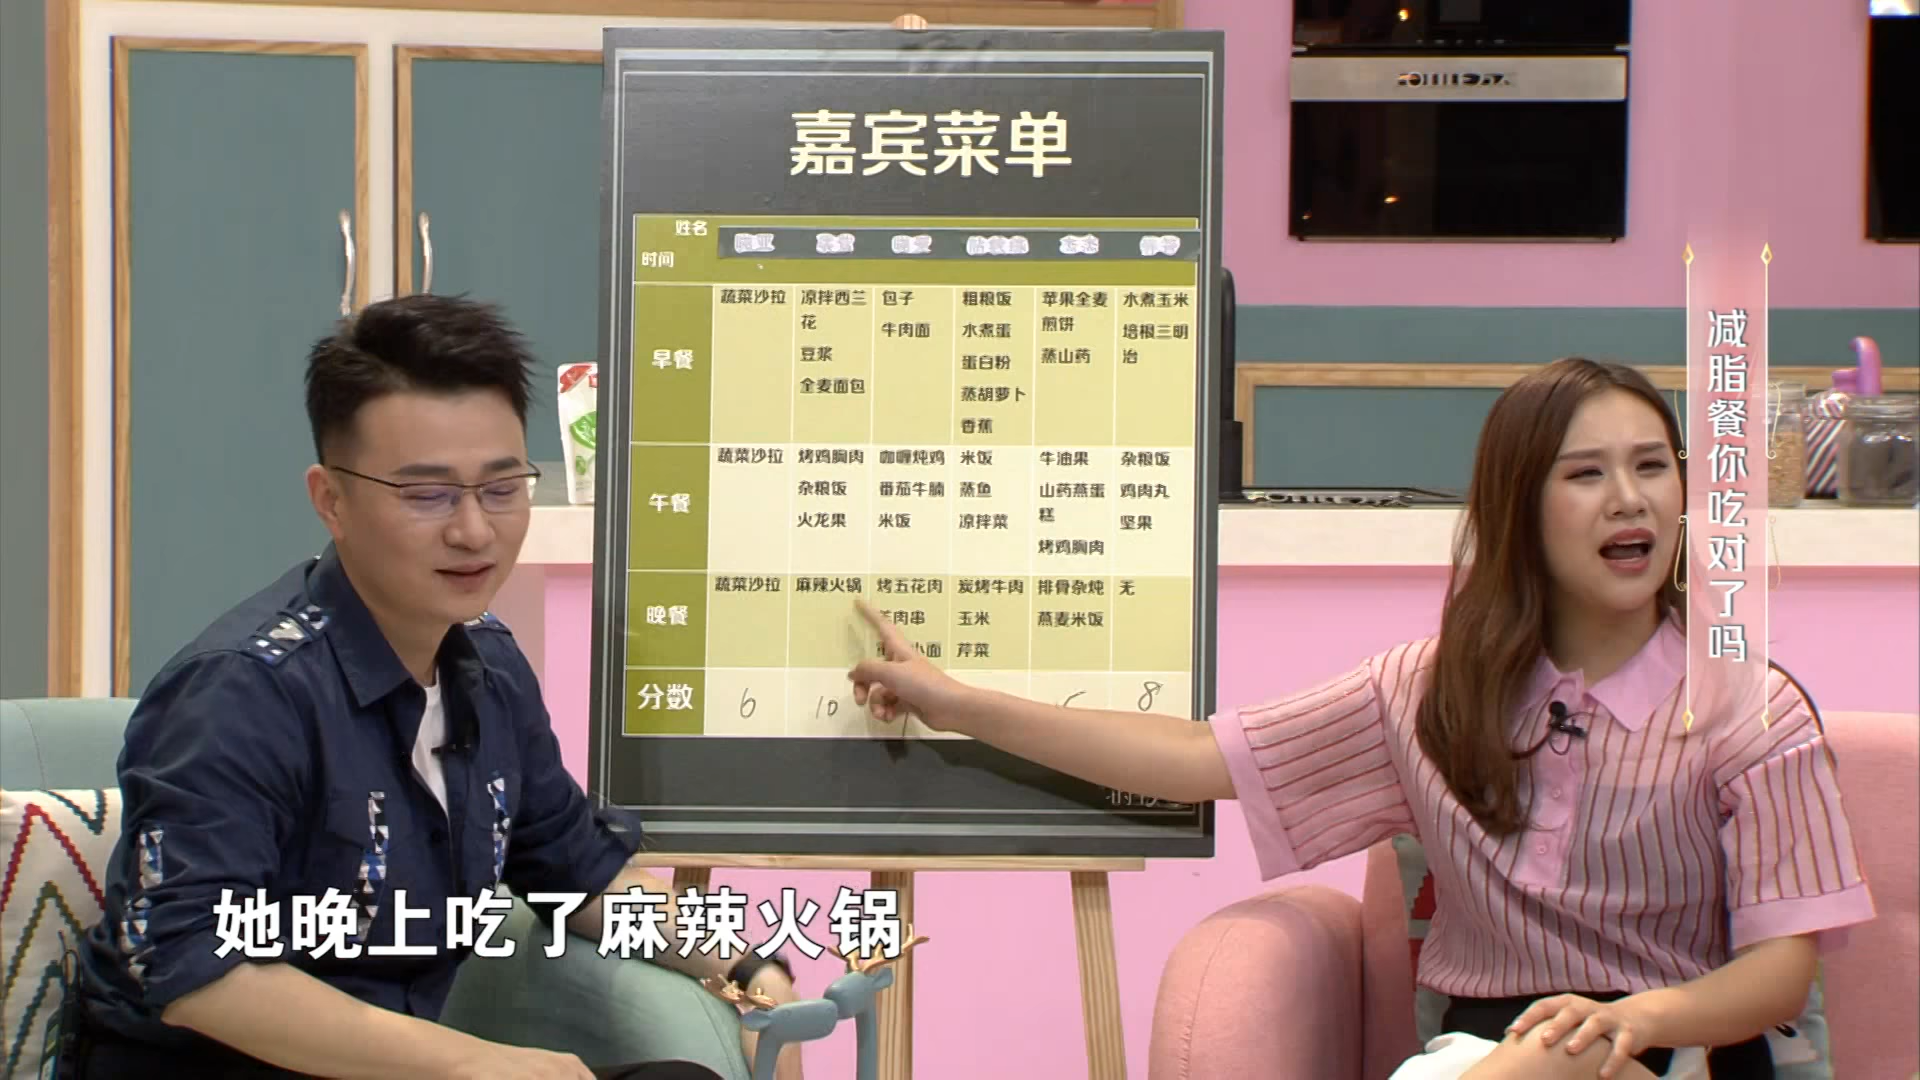 嘉宾菜单
姓名
时间
早餐
蔬菜沙拉
凉拌西兰
花
豆浆
全麦面包
包子
牛肉面
粗粮饭
水煮蛋
蛋白粉
蒸胡萝卜
香蕉
苹果全麦
煎饼
蒸山药
水煮玉米
培根三明
治
午餐
蔬菜沙拉
烤鸡胸肉
杂粮饭
火龙果
咖喱炖鸡
番茄牛腩
米饭
米饭
蒸鱼
凉拌菜
牛油果
山药燕蛋
糕
烤鸡胸肉
杂粮饭
鸡肉丸
坚果
晚餐
蔬菜沙拉
麻辣火锅
烤五花肉
肉串
小面
炭烤牛肉
玉米
芹菜
排骨杂炖
燕麦米饭
无
分数
6
10
8
减脂餐你吃对了吗
她晚上吃了麻辣火锅